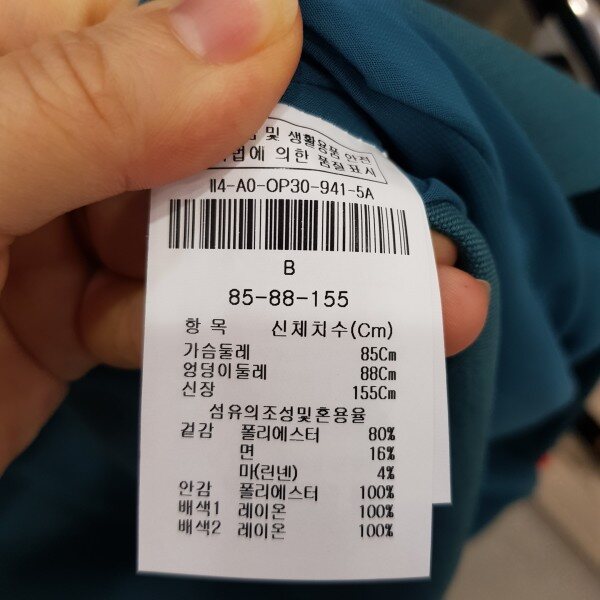 및 생활용품 안전
법에 의한 품질표시
II4-A0-OP30-941-5A
B
85-88-155
항 목 신체치수(Cm)
가슴둘레 85Cm
엉덩이둘레 88Cm
신장 155Cm
섬유의조성및혼용율
겉감 폴리에스터 80%
면 16%
마(린넨) 4%
안감 폴리에스터 100%
배색1 레이온 100%
배색2 레이온 100%